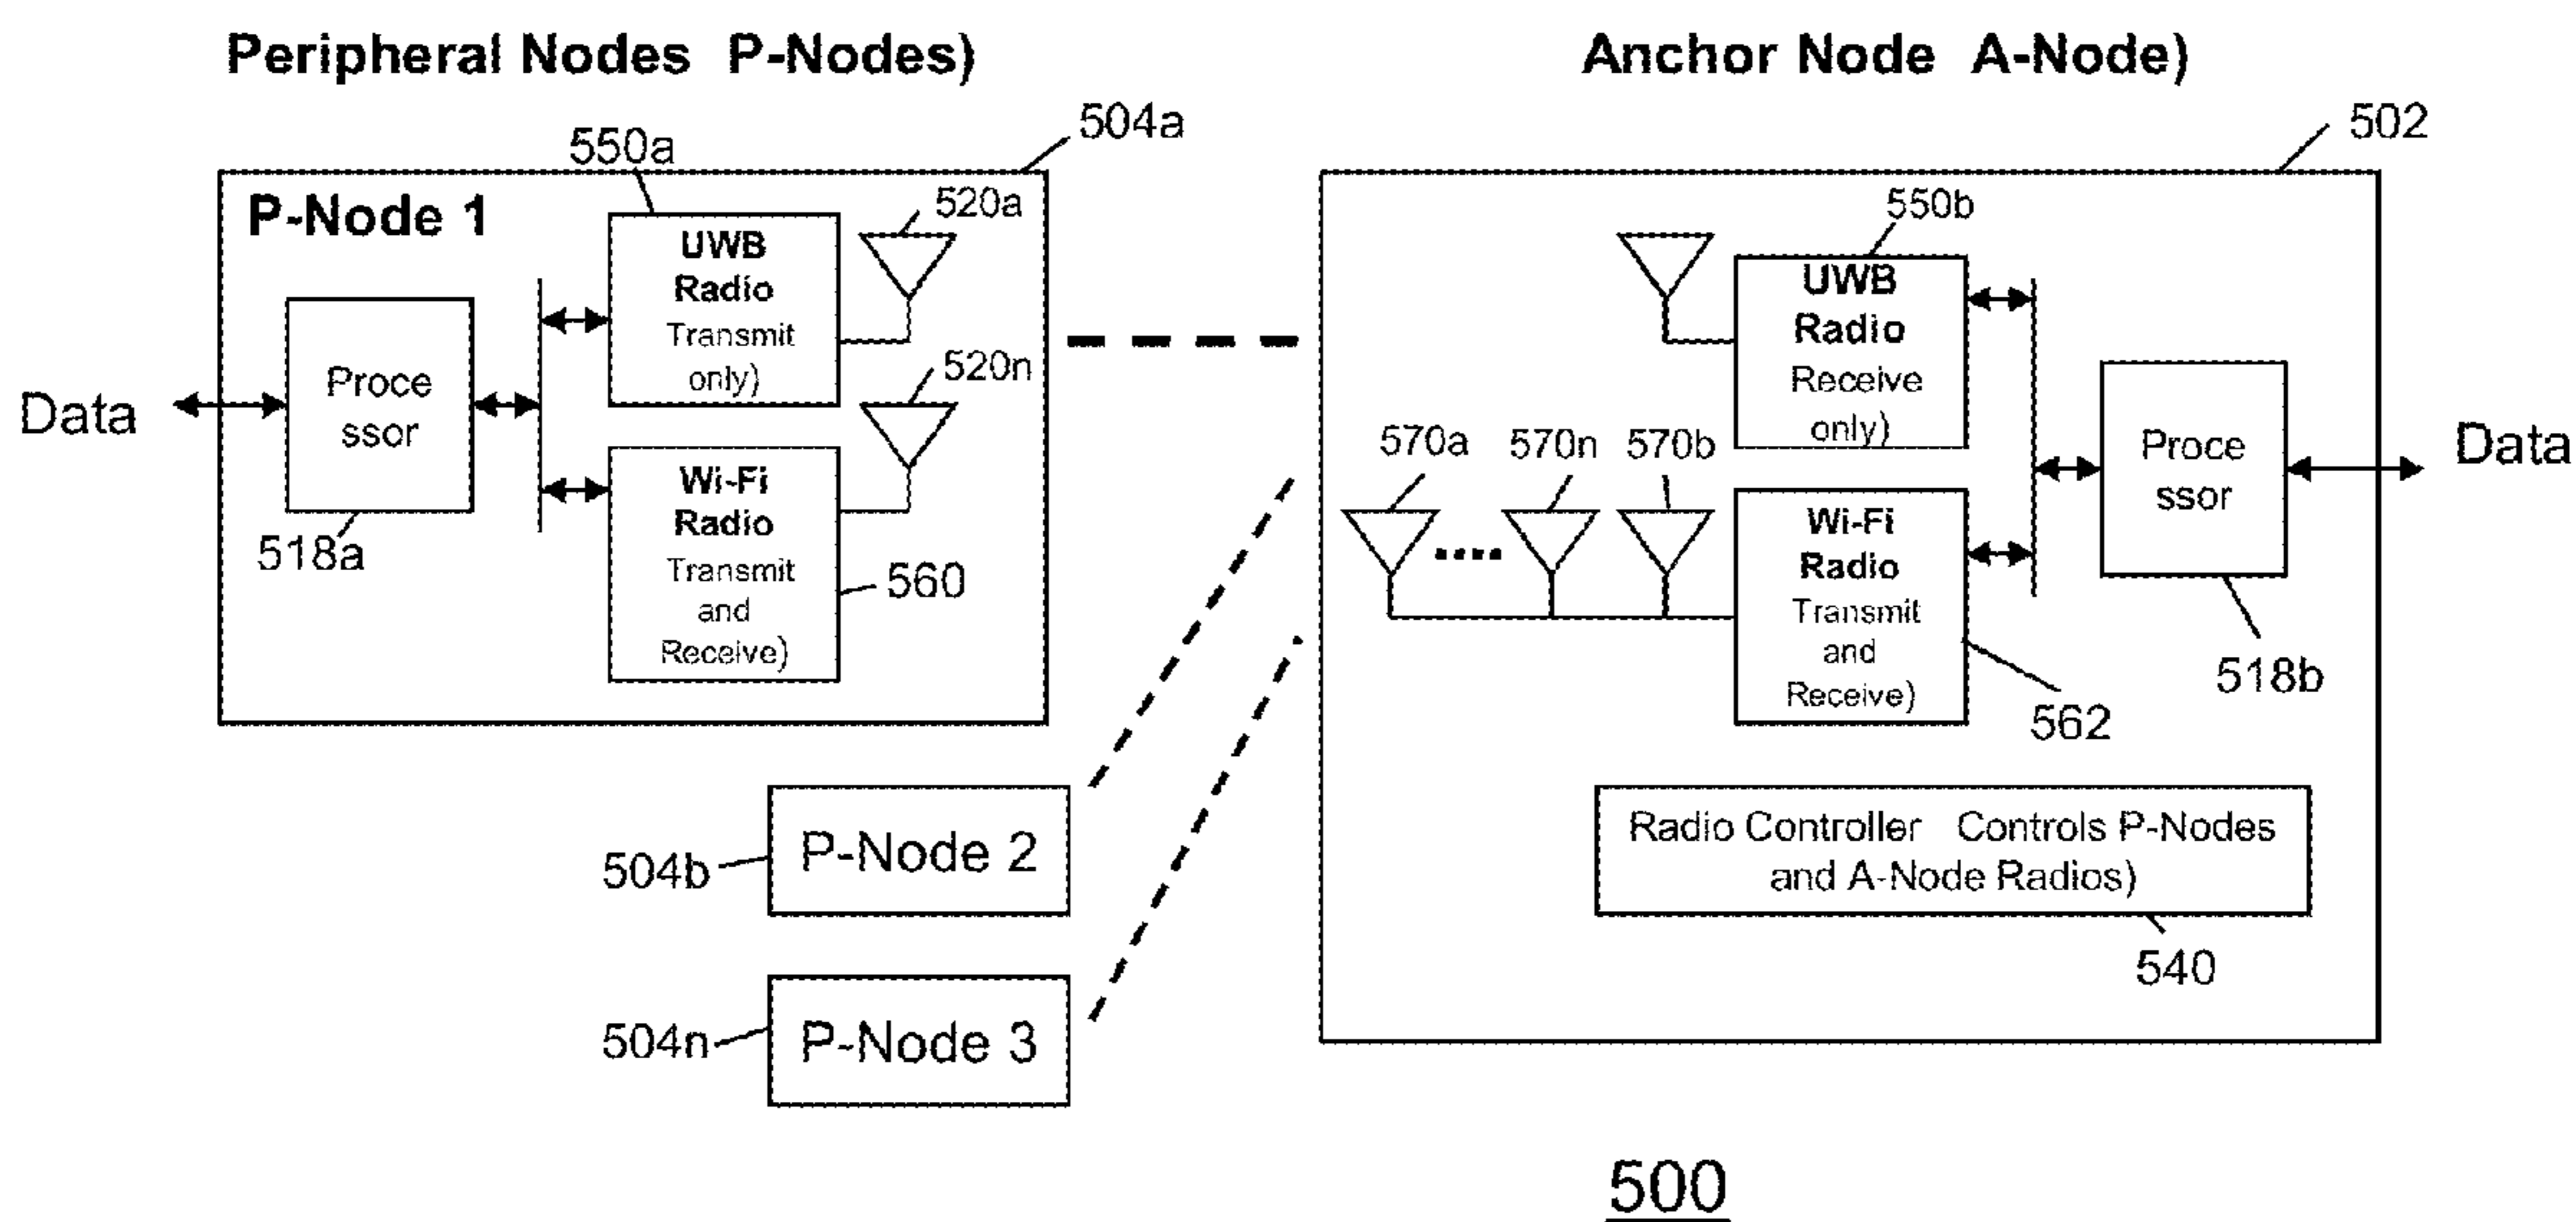 Peripheral Nodes P-Nodes)
Anchor Node A-Node)
504a
502
550a
P-Node 1
520a
UWB
Radio
Transmit
only)
520n
Proce
ssor
518a
Data
Wi-Fi
Radio
Transmit
and
Receive)
560
550b
UWB
Radio
Receive
only)
570a
570n
570b
Wi-Fi
Radio
Transmit
and
Receive)
562
Proce
ssor
518b
Data
P-Node 2
504b
P-Node 3
504n
Radio Controller Controls P-Nodes
and A-Node Radios)
540
500